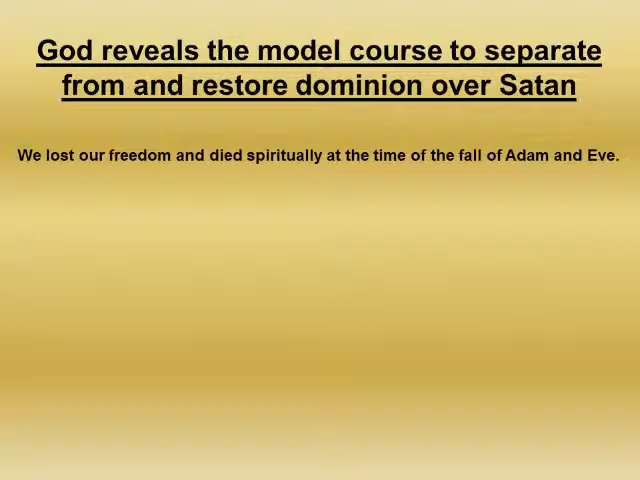 God reveals the model course to separate
from and restore dominion over Satan
We lost our freedom and died spiritually at the time of the fall of Adam and Eve.